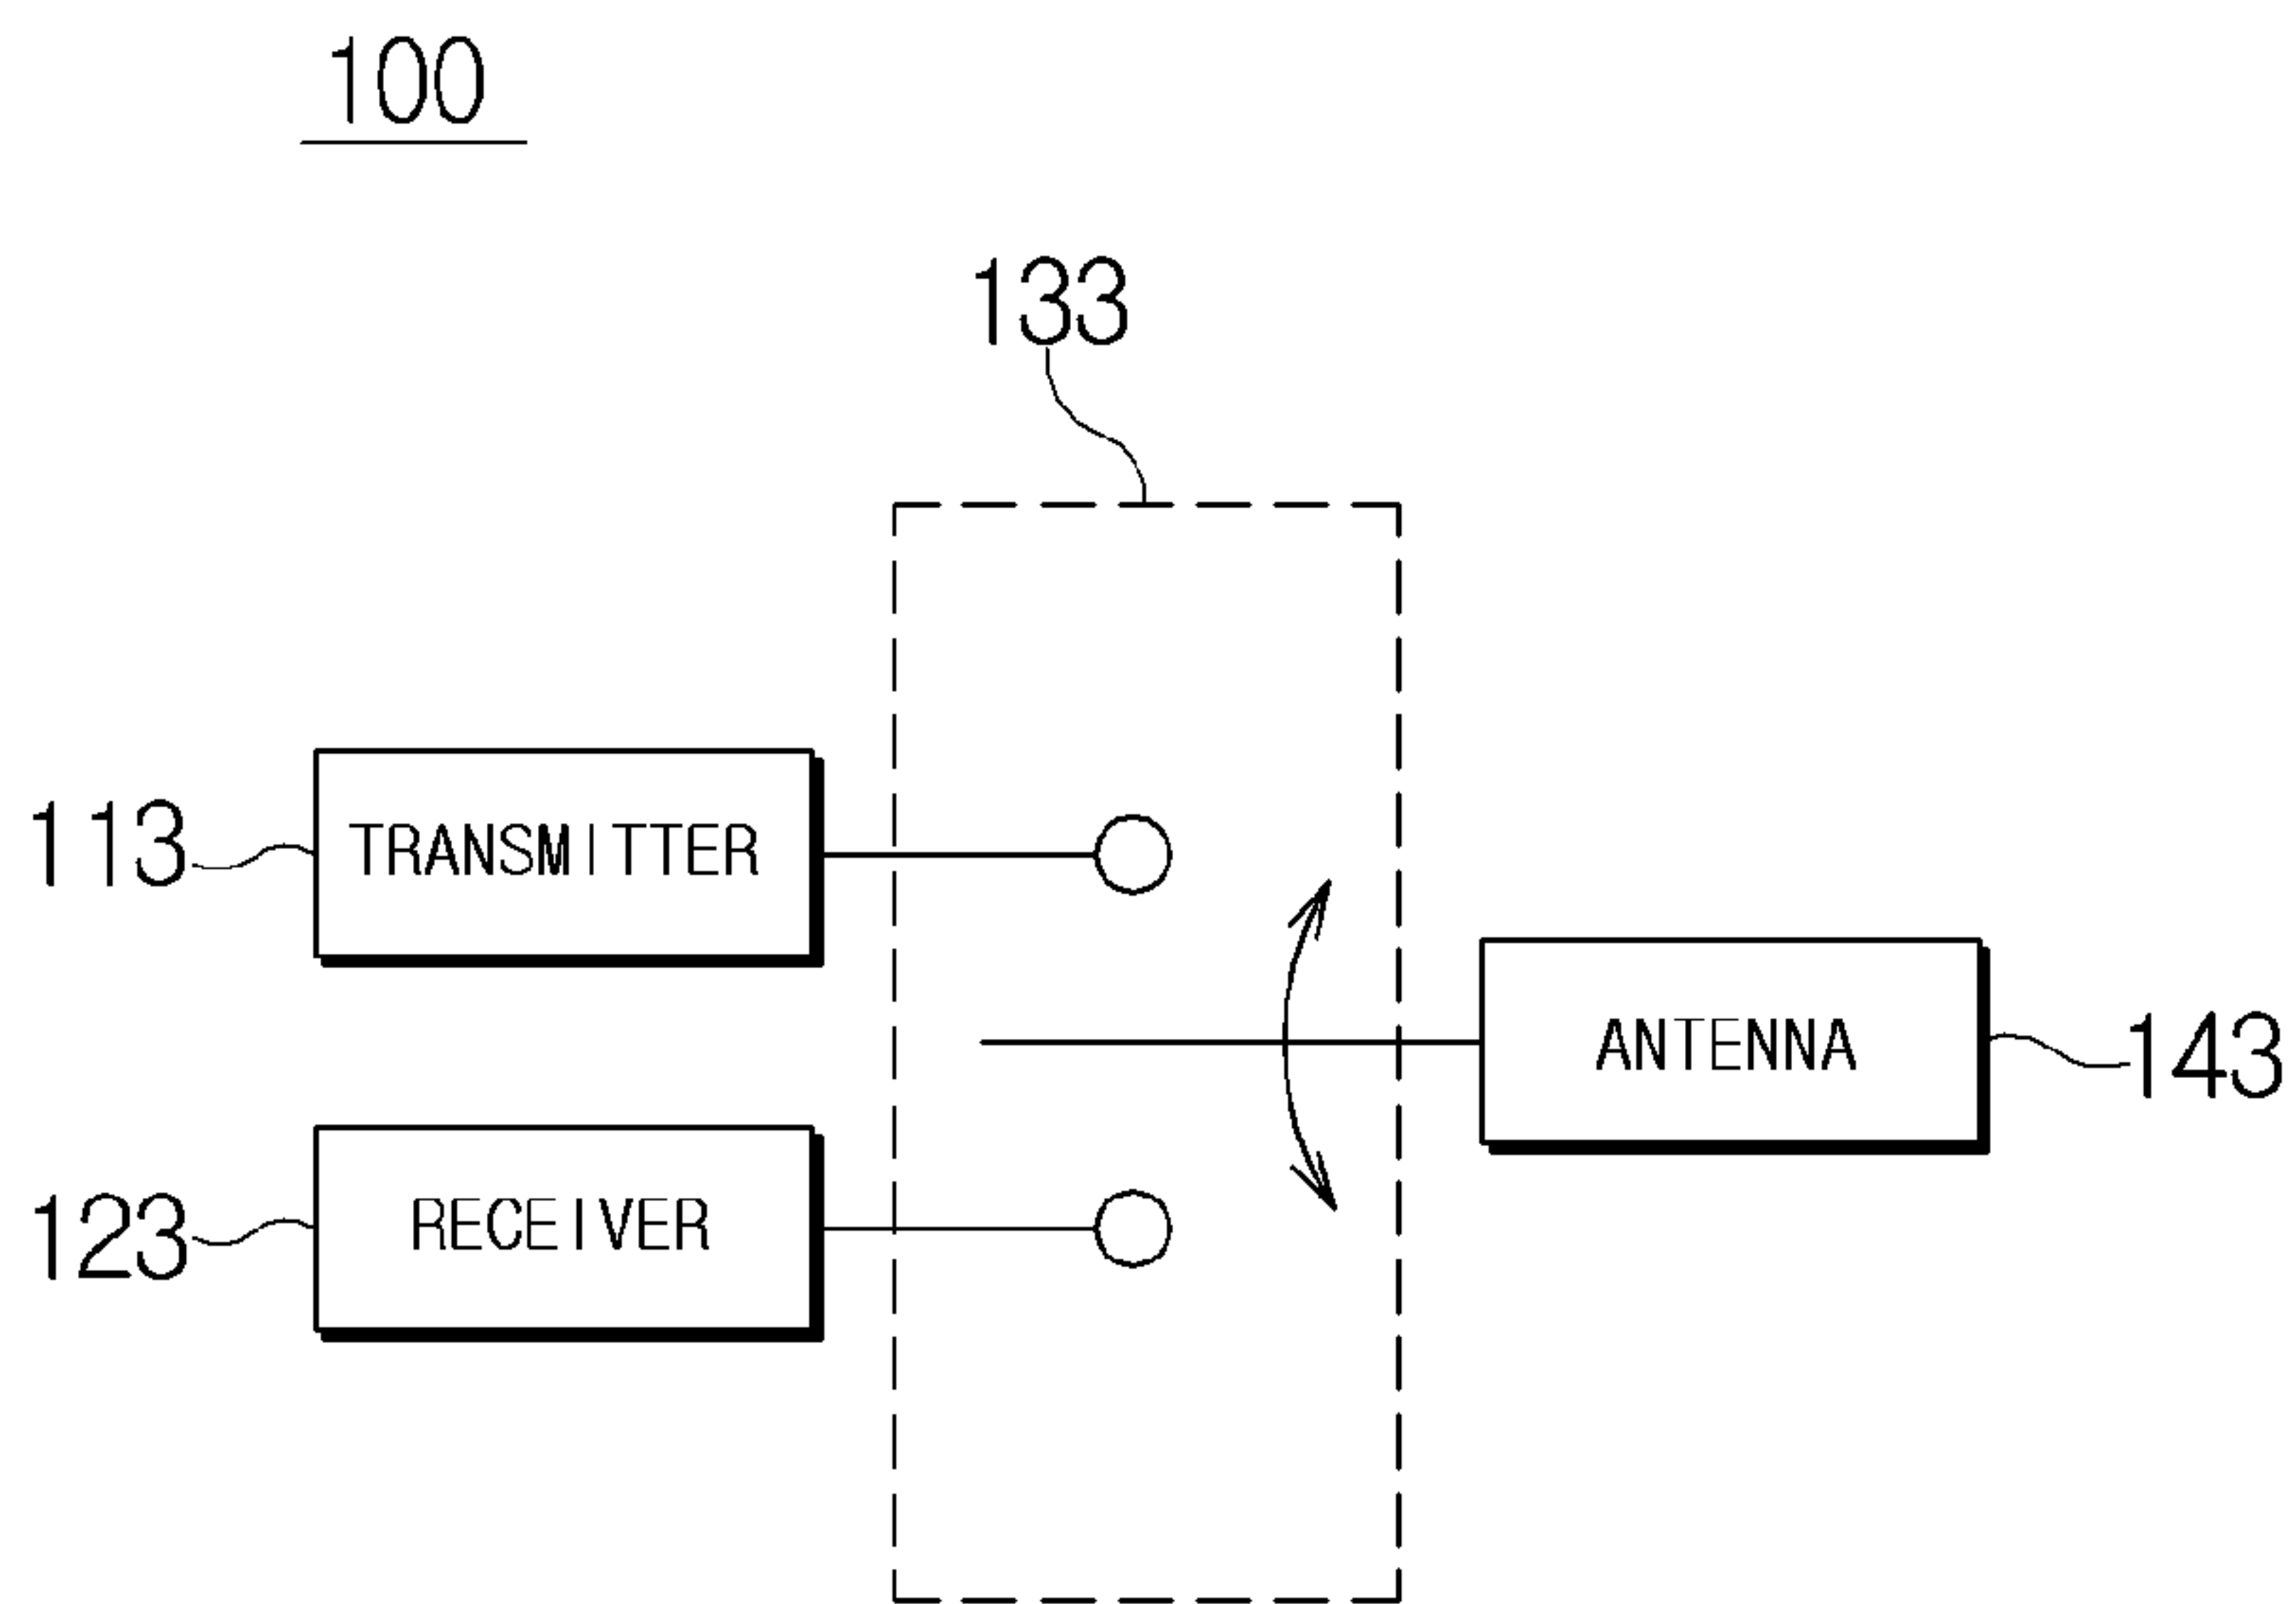 100
133
113
TRANSMITTER
ANTENNA
143
123
RECEIVER